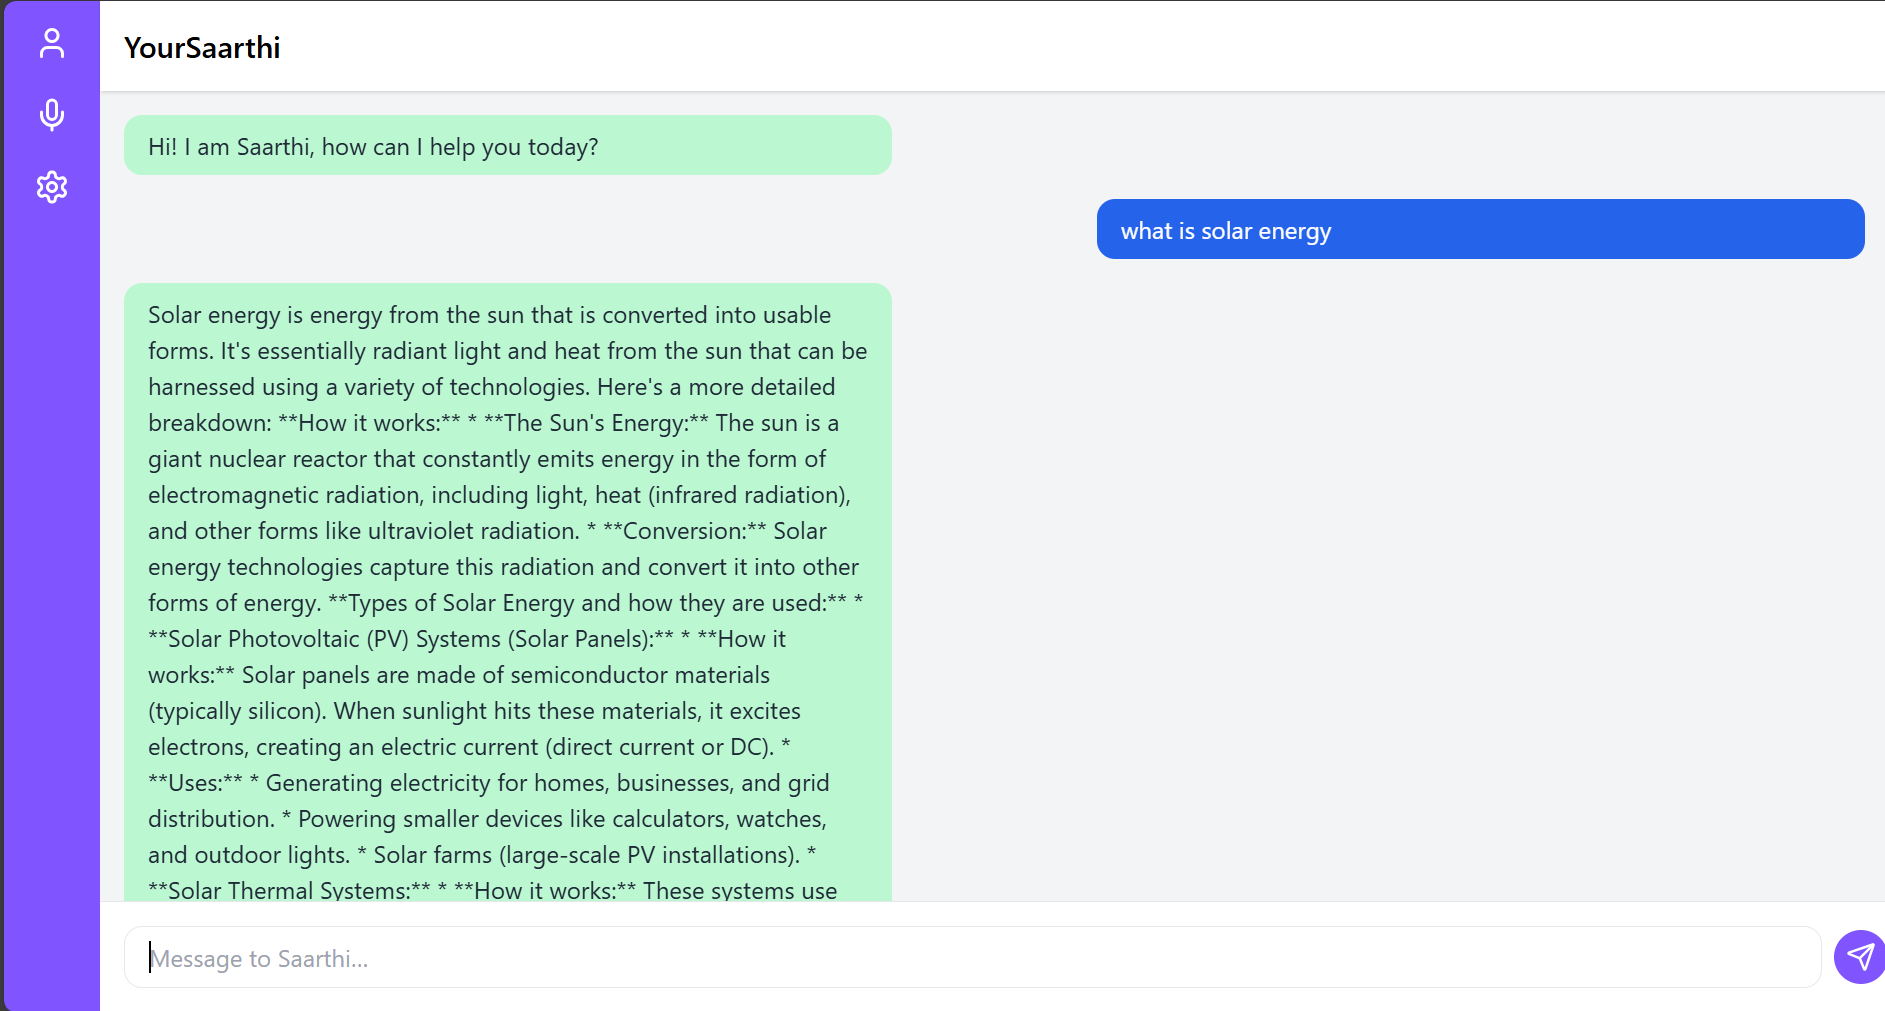 YourSaarthi
Hi! I am Saarthi, how can I help you today?
what is solar energy
Solar energy is energy from the sun that is converted into usable
forms. It's essentially radiant light and heat from the sun that can be
harnessed using a variety of technologies. Here's a more detailed
breakdown: **How it works:** * **The Sun's Energy:** The sun is a
giant nuclear reactor that constantly emits energy in the form of
electromagnetic radiation, including light, heat (infrared radiation),
and other forms like ultraviolet radiation. * **Conversion:** Solar
energy technologies capture this radiation and convert it into other
forms of energy. **Types of Solar Energy and how they are used:** *
**Solar Photovoltaic (PV) Systems (Solar Panels):** * **How it
works:** Solar panels are made of semiconductor materials
(typically silicon). When sunlight hits these materials, it excites
electrons, creating an electric current (direct current or DC). *
**Uses:** * Generating electricity for homes, businesses, and grid
distribution. * Powering smaller devices like calculators, watches,
and outdoor lights. * Solar farms (large-scale PV installations). *
**Solar Thermal Systems:** * **How it works:** These systems use
Message to Saarthi...